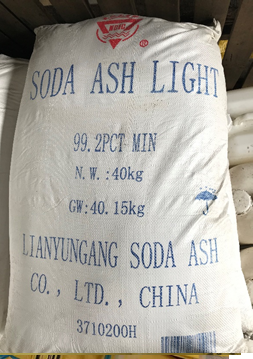 ®
SODA ASH LIGHT
99.2PCT MIN
N.W.:40kg
GW:40.15kg
LIANYUNGANG SODA ASH
CO., LTD., CHINA
3710200H